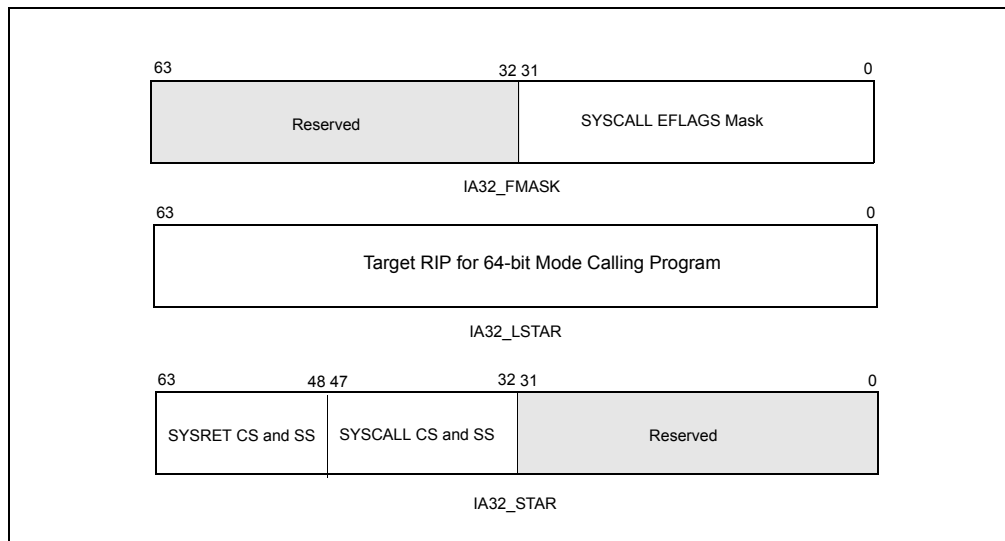 63 32 31 0
Reserved SYSCALL EFLAGS Mask
IA32_FMASK
63 0
Target RIP for 64-bit Mode Calling Program
IA32_LSTAR
63 48 47 32 31 0
SYSRET CS and SS SYSCALL CS and SS Reserved
IA32_STAR